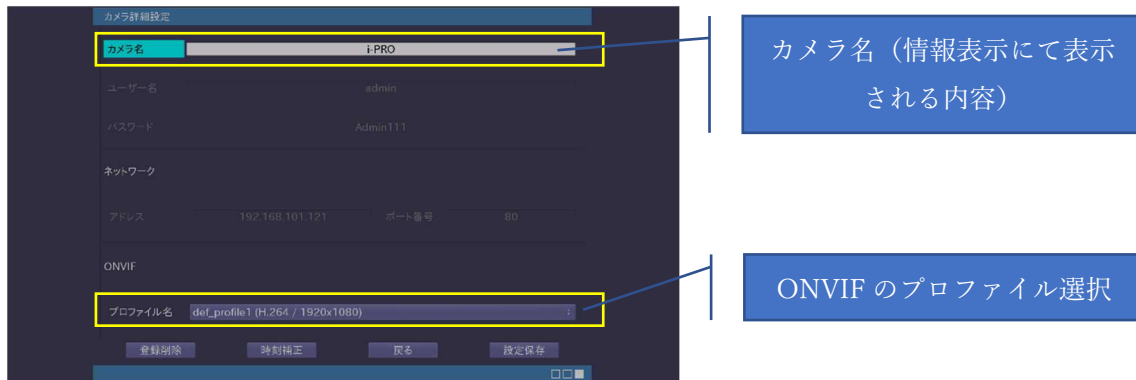 カメラ詳細設定
カメラ名 i-PRO
ユーザー名 admin
パスワード Admin111
ネットワーク
アドレス 192.168.101.121 ポート番号 80
ONVIF
プロファイル名 def_profile1 (H.264 / 1920x1080)
登録削除 時刻補正 戻る 設定保存
カメラ名（情報表示にて表示
される内容）
ONVIF のプロファイル選択